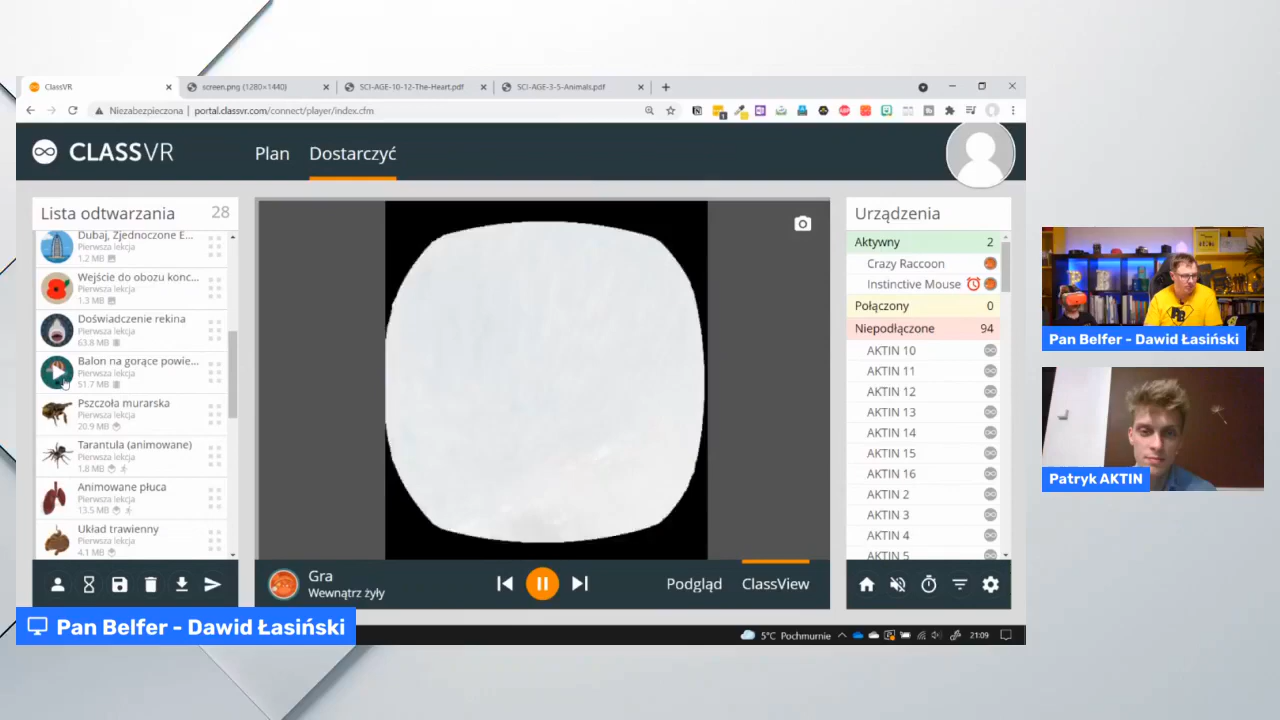 ClassVR
screen.png (1280×1440)
SCI-AGE-10-12-The-Heart.pdf
SCI-AGE-3-5-Animals.pdf
Niezabezpieczona | portal.classvr.com/connect/player/index.cfm
CLASSVR
Plan
Dostarczyć
Lista odtwarzania 28
Dubaj, Zjednoczone E...
Pierwsza lekcja
1.2 MB
Wejście do obozu konc...
Pierwsza lekcja
1.3 MB
Doświadczenie rekina
Pierwsza lekcja
63.8 MB
Balon na gorące powie...
Pierwsza lekcja
51.7 MB
Pszczoła murarska
Pierwsza lekcja
20.9 MB
Tarantula (animowane)
Pierwsza lekcja
1.8 MB
Animowane płuca
Pierwsza lekcja
13.5 MB
Układ trawienny
Pierwsza lekcja
4.1 MB
Gra
Wewnątrz żyły
Podgląd
ClassView
Urządzenia
Aktywny 2
Crazy Raccoon
Instinctive Mouse
Połączony 0
Niepodłączone 94
AKTIN 10
AKTIN 11
AKTIN 12
AKTIN 13
AKTIN 14
AKTIN 15
AKTIN 16
AKTIN 2
AKTIN 3
AKTIN 4
AKTIN 5
5°C Pochmurnie
21:09
Pan Belfer - Dawid Łasiński
Pan Belfer - Dawid Łasiński
Patryk AKTIN